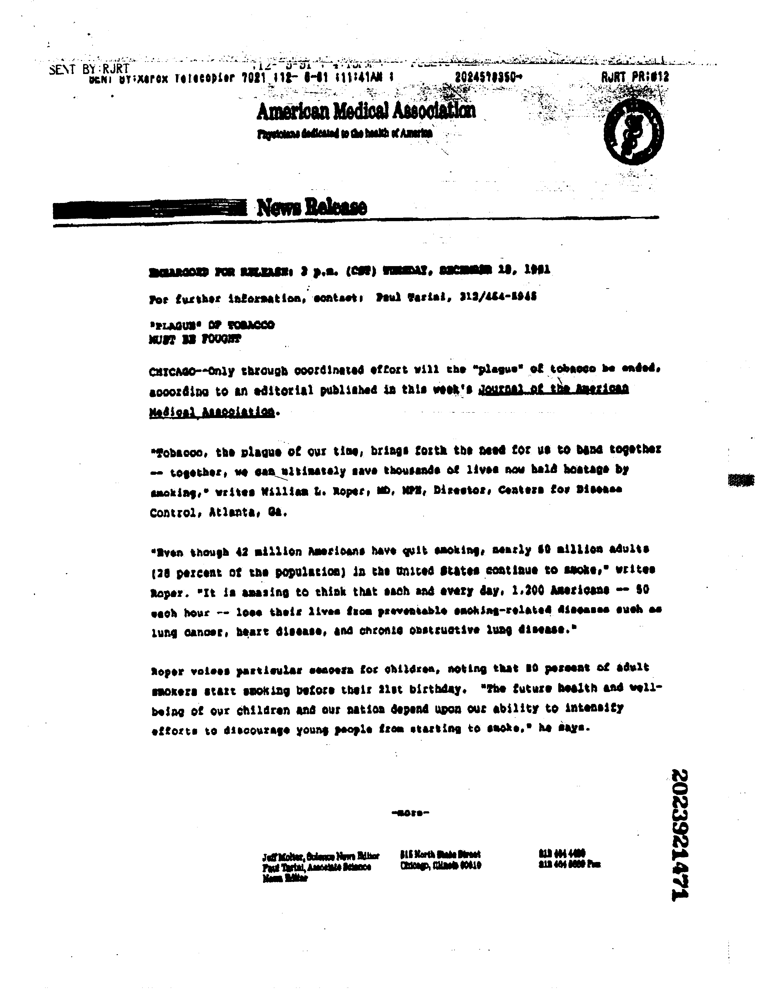 SENT BY:RJRT
SENT BY:Xerox Telecopier 7021 ;12- 6-91 ;11:41AM ; 2024579350→ RJRT PR;#12
American Medical Association
Physicians dedicated to the health of America
News Release
EMBARGOED FOR RELEASE: 3 p.m. (CST) DECEMBER 1991
For further information, contact: Paul Tarini, 312/464-5945
"PLAGUE" OF TOBACCO
MUST BE FOUGHT
CHICAGO--Only through coordinated effort will the "plague" of tobacco be ended,
according to an editorial published in this week's Journal of the American
Medical Association.
"Tobacco, the plague of our time, brings forth the need for us to band together
-- together, we can ultimately save thousands of lives now held hostage by
smoking," writes William L. Roper, MD, MPH, Director, Centers for Disease
Control, Atlanta, Ga.
"Even though 42 million Americans have quit smoking, nearly 50 million adults
(28 percent of the population) in the United States continue to smoke," writes
Roper. "It is amazing to think that each and every day, 1,200 Americans -- 50
each hour -- lose their lives from preventable smoking-related diseases such as
lung cancer, heart disease, and chronic obstructive lung disease."
Roper voices particular concern for children, noting that percent of adult
smokers start smoking before their 21st birthday. "The future health and well-
being of our children and our nation depend upon our ability to intensify
efforts to discourage young people from starting to smoke," he says.
-more-
Jeff Molter, Science News Editor
Paul Tarini, Associate Science
News Editor
515 North State Street
Chicago, Illinois 60610
312 464 Fax
2023921471